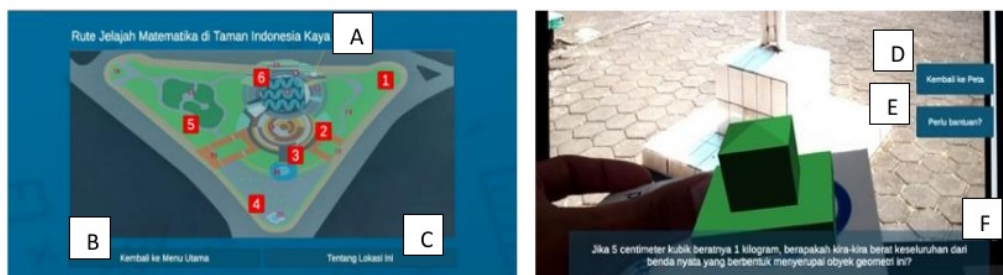 Rute Jelajah Matematika di Taman Indonesia Kaya
A
6
1
5
2
3
4
B
C
Kembali ke Menu Utama
Tentang Lokasi Ini
D
Kembali ke Peta
E
Perlu bantuan?
F
Jika 5 centimeter kubik beratnya 1 kilogram, berapakah kira-kira berat keseluruhan dari
benda nyata yang berbentuk menyerupai obyek geometri ini?